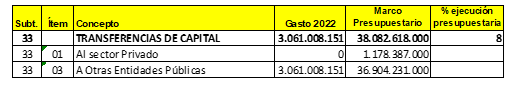 Subt. Ítem Concepto Gasto 2022 Marco Presupuestario % ejecución presupuestaria
33 TRANSFERENCIAS DE CAPITAL 3.061.008.151 38.082.618.000 8
33 01 Al sector Privado 0 1.178.387.000
33 03 A Otras Entidades Públicas 3.061.008.151 36.904.231.000